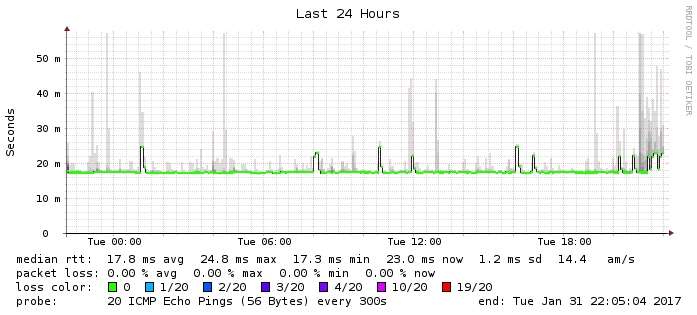 Last 24 Hours
RRDTOOL / TOBI OETIKER
Seconds
50 m
40 m
30 m
20 m
10 m
0
Tue 00:00 Tue 06:00 Tue 12:00 Tue 18:00
median rtt: 17.8 ms avg 24.8 ms max 17.3 ms min 23.0 ms now 1.2 ms sd 14.4 am/s
packet loss: 0.00 % avg 0.00 % max 0.00 % min 0.00 % now
loss color: 0 1/20 2/20 3/20 4/20 10/20 19/20
probe: 20 ICMP Echo Pings (56 Bytes) every 300s end: Tue Jan 31 22:05:04 2017